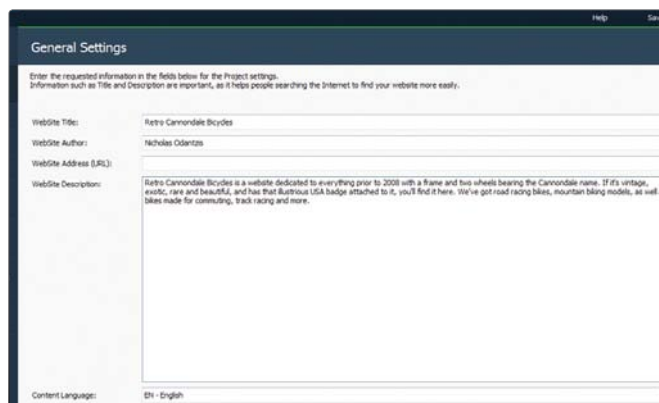 Help Sav
General Settings
Enter the requested information in the fields below for the Project settings.
Information such as Title and Description are important, as it helps people searching the Internet to find your website more easily.
WebSite Title: Retro Cannondale Bicycles
WebSite Author: Nicholas Odantzis
WebSite Address (URL):
WebSite Description: Retro Cannondale Bicycles is a website dedicated to everything prior to 2008 with a frame and two wheels bearing the Cannondale name. If it's vintage,
exotic, rare and beautiful, and has that illustrious USA badge attached to it, you'll find it here. We've got road racing bikes, mountain biking models, as well
bikes made for commuting, track racing and more.
Content Language: EN - English